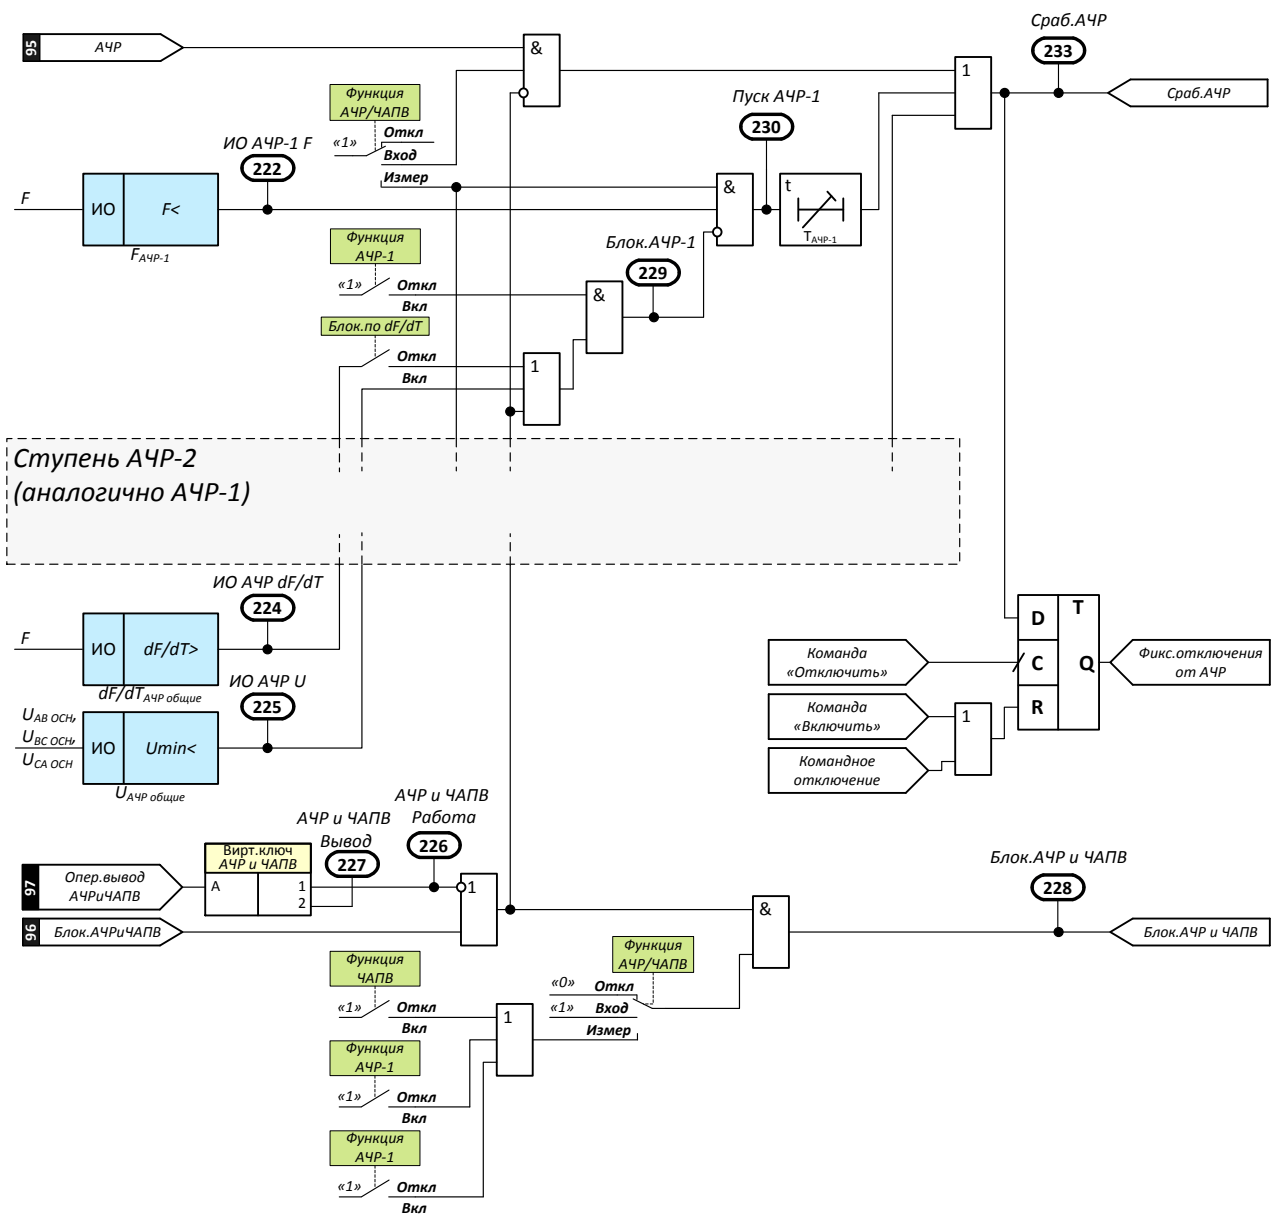 Сраб.АЧР
233
95
АЧР
&
1
Сраб.АЧР
Функция
АЧР/ЧАПВ
«1»
Откл
Вход
Измер
Пуск АЧР-1
230
ИО АЧР-1 F
222
F
ИО
F<
FАЧР-1
&
t
TАЧР-1
Функция
АЧР-1
«1»
Откл
Вкл
Блок.АЧР-1
229
&
Блок.по dF/dT
Откл
Вкл
1
Ступень АЧР-2
(аналогично АЧР-1)
ИО АЧР dF/dT
224
F
ИО
dF/dT>
dF/dTАЧР общие
ИО АЧР U
225
UАВ ОСН,
UВС ОСН,
UСА ОСН
ИО
Umin<
UАЧР общие
D
T
C
Q
R
Команда
«Отключить»
Команда
«Включить»
Командное
отключение
1
Фикс.отключения
от АЧР
АЧР и ЧАПВ
Работа
226
АЧР и ЧАПВ
Вывод
227
97
Опер.вывод
АЧРиЧАПВ
Вирт.ключ
АЧР и ЧАПВ
A
1
2
1
96
Блок.АЧРиЧАПВ
&
Блок.АЧР и ЧАПВ
228
Блок.АЧР и ЧАПВ
Функция
АЧР/ЧАПВ
«0»
Откл
«1»
Вход
Измер
Функция
ЧАПВ
«1»
Откл
Вкл
1
Функция
АЧР-1
«1»
Откл
Вкл
Функция
АЧР-1
«1»
Откл
Вкл